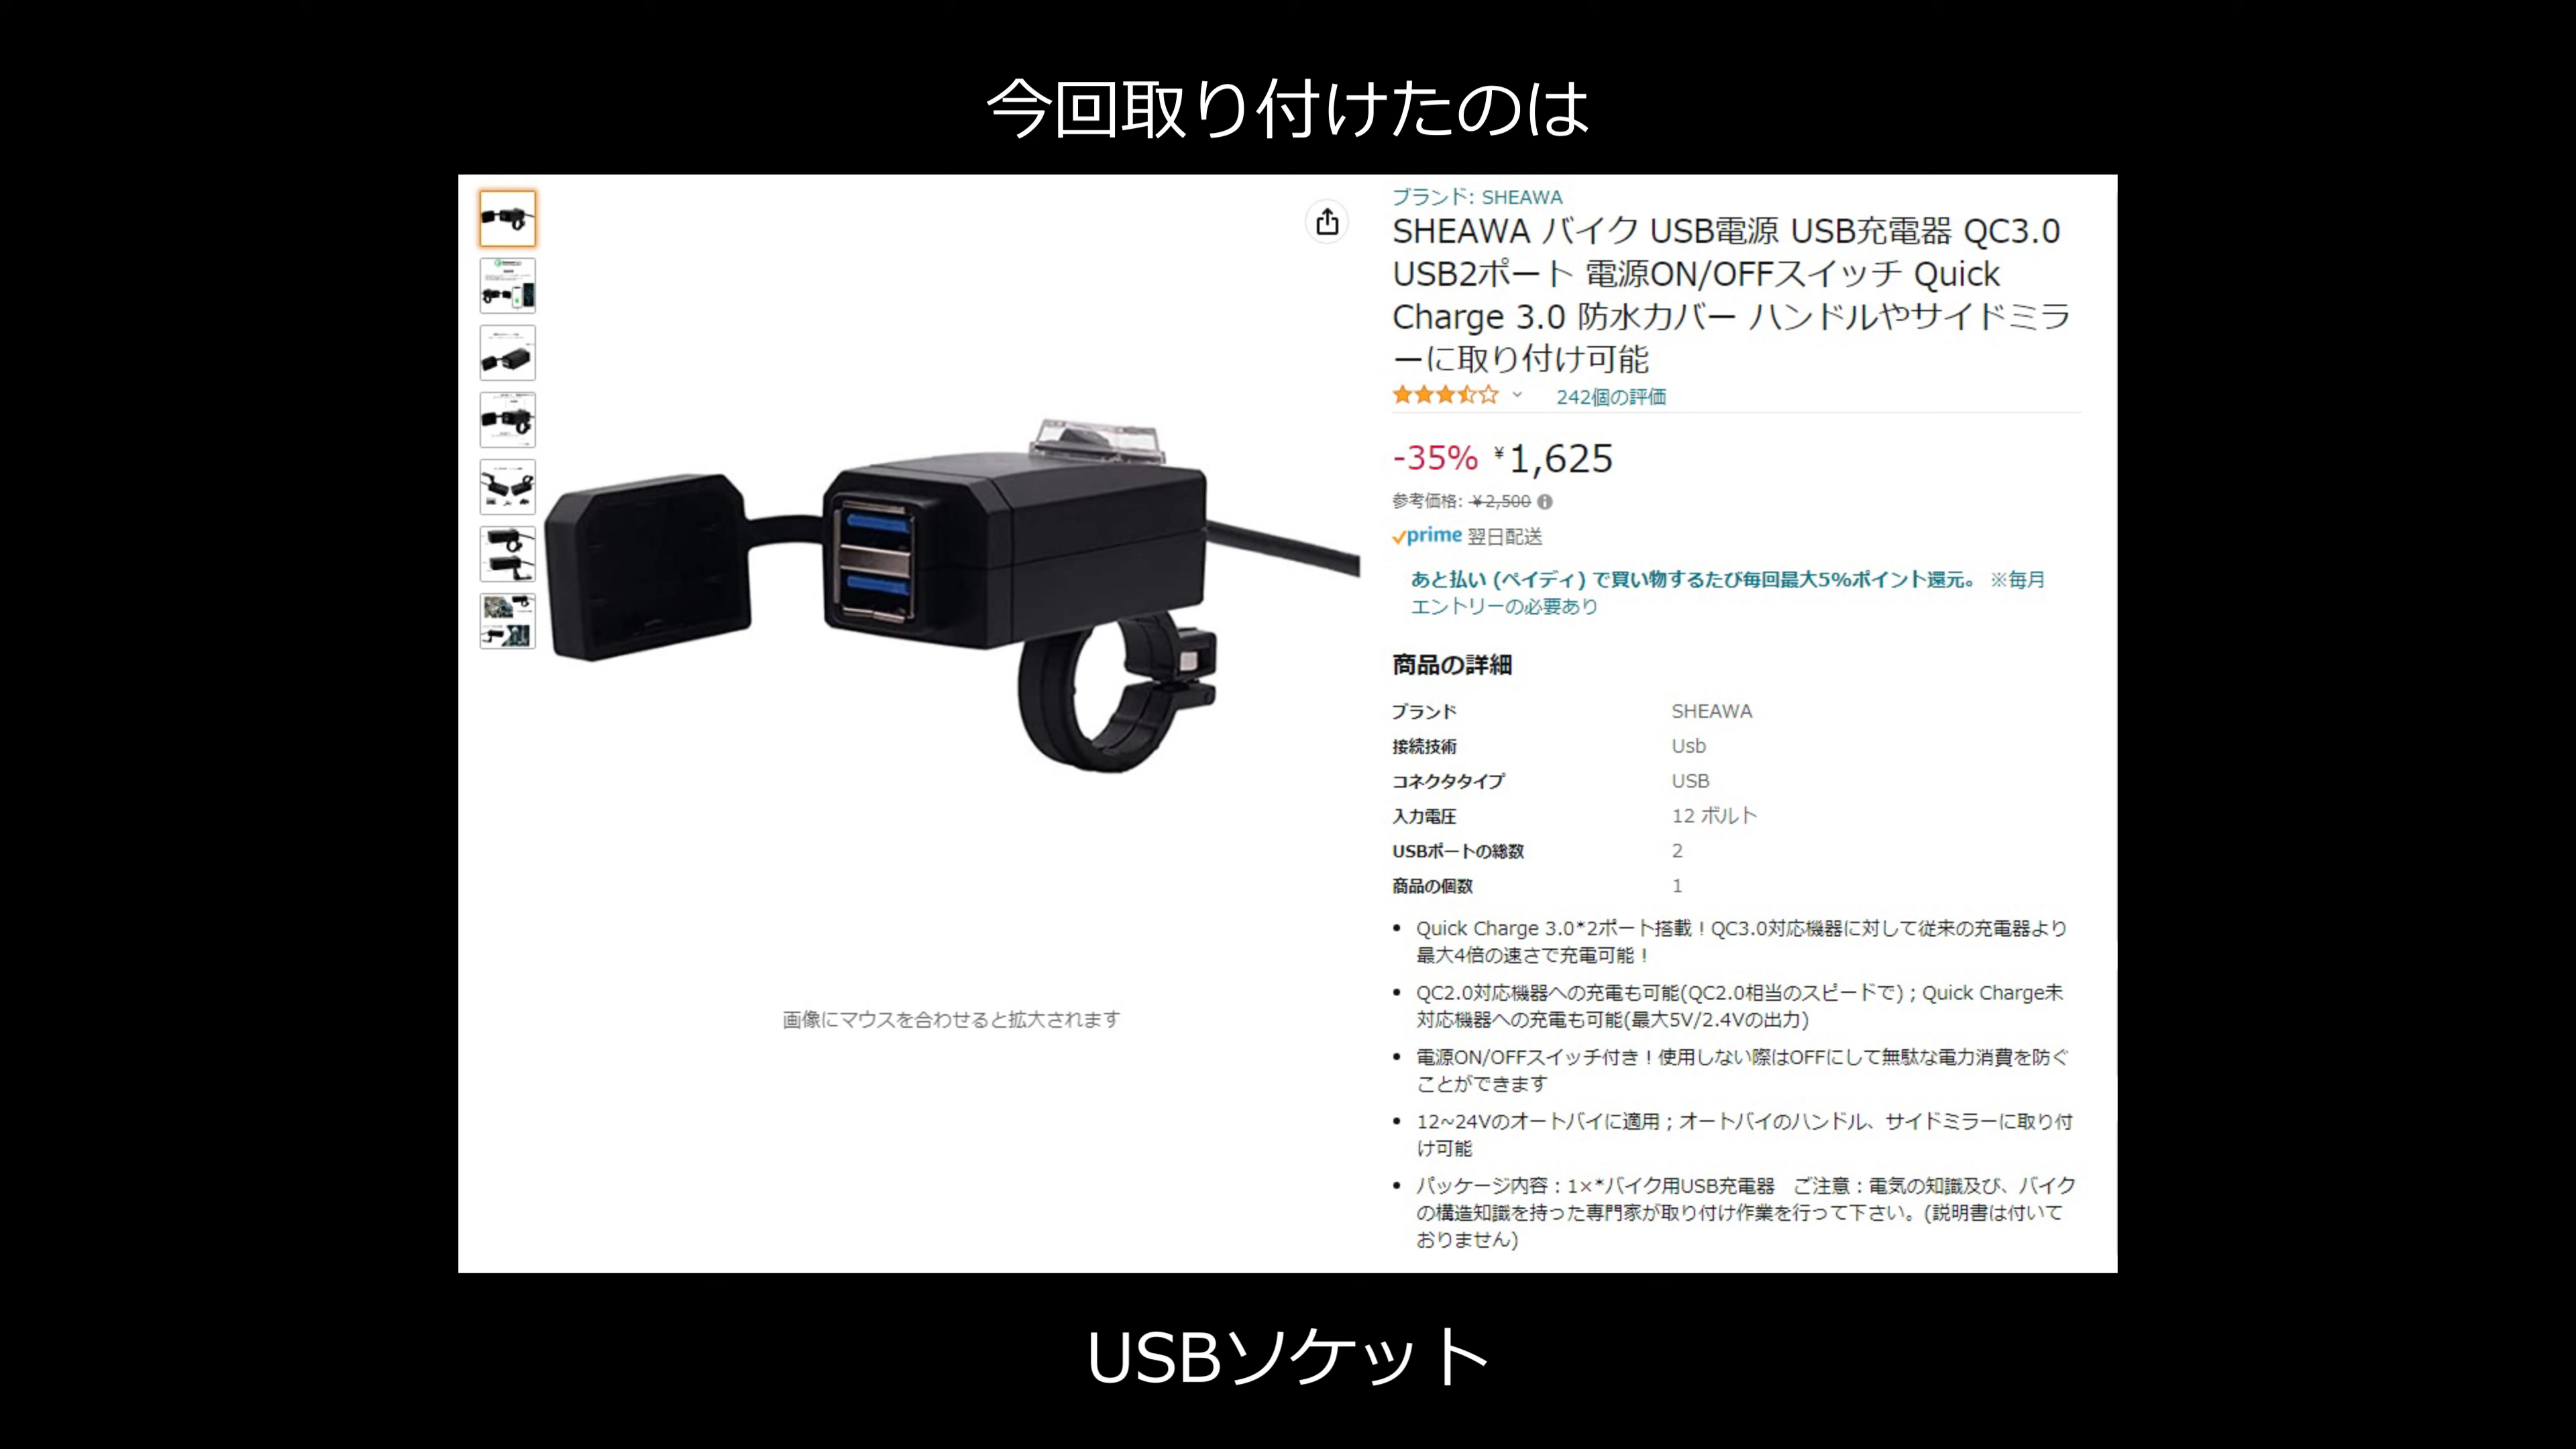 今回取り付けたのは
ブランド: SHEAWA
SHEAWA バイク USB電源 USB充電器 QC3.0
USB2ポート 電源ON/OFFスイッチ Quick
Charge 3.0 防水カバー ハンドルやサイドミラ
ーに取り付け可能
242個の評価
-35% ¥1,625
参考価格: ¥2,500
prime 翌日配送
あと払い (ペイディ) で買い物するたび毎回最大5%ポイント還元。 ※毎月
エントリーの必要あり
商品の詳細
ブランド SHEAWA
接続技術 Usb
コネクタタイプ USB
入力電圧 12 ボルト
USBポートの総数 2
商品の個数 1
• Quick Charge 3.0*2ポート搭載！QC3.0対応機器に対して従来の充電器より
最大4倍の速さで充電可能！
• QC2.0対応機器への充電も可能(QC2.0相当のスピードで)；Quick Charge未
対応機器への充電も可能(最大5V/2.4Vの出力)
• 電源ON/OFFスイッチ付き！使用しない際はOFFにして無駄な電力消費を防ぐ
ことができます
• 12~24Vのオートバイに適用；オートバイのハンドル、サイドミラーに取り付
け可能
• パッケージ内容：1×*バイク用USB充電器　ご注意：電気の知識及び、バイク
の構造知識を持った専門家が取り付け作業を行って下さい。(説明書は付いて
おりません)
画像にマウスを合わせると拡大されます
USBソケット